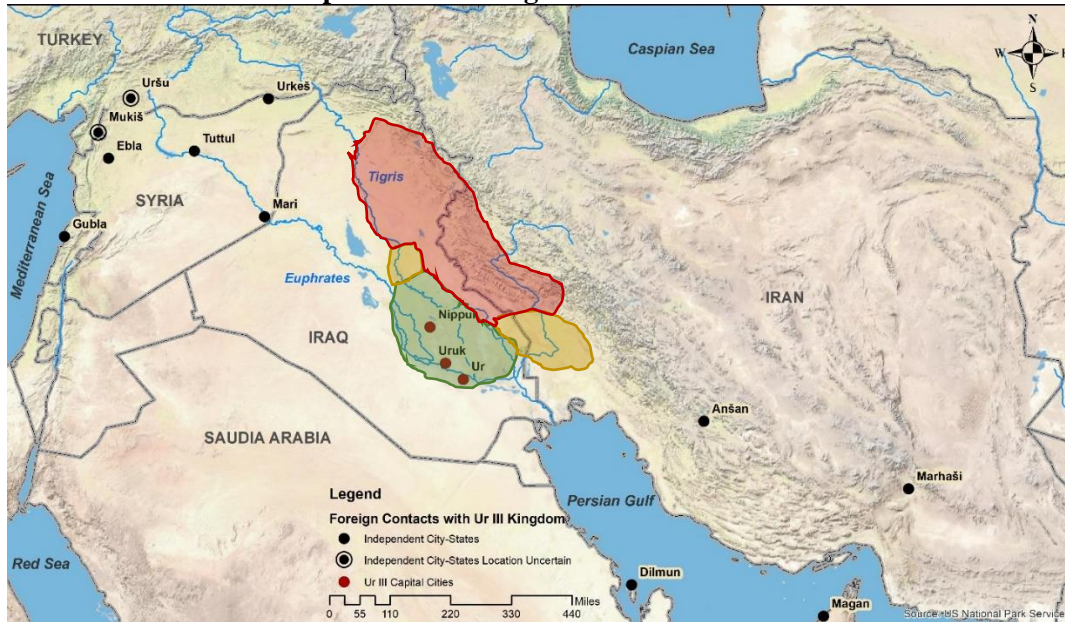 TURKEY
Caspian Sea
N
W
S
Uršu
Urkeš
Mukiš
Ebla
Tuttul
Tigris
SYRIA
Mari
Gubla
Mediterranean Sea
Euphrates
IRAN
Nippur
IRAQ
Uruk
Ur
Anšan
SAUDIA ARABIA
Marhaši
Persian Gulf
Legend
Foreign Contacts with Ur III Kingdom
Independent City-States
Independent City-States Location Uncertain
Ur III Capital Cities
Red Sea
Dilmun
Magan
Miles
0 55 110 220 330 440
Source: US National Park Service